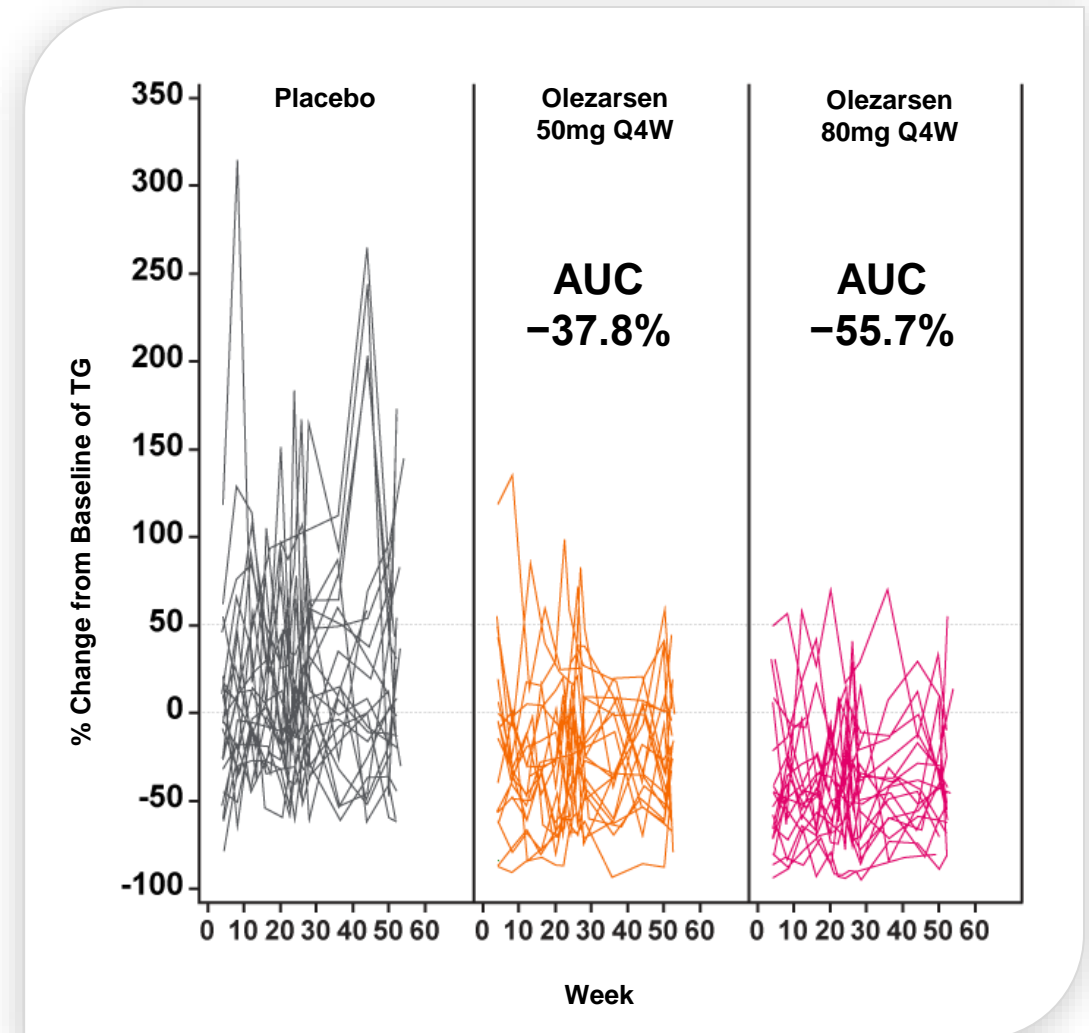 % Change from Baseline of TG
350
300
250
200
150
100
50
0
-50
-100
Placebo
Olezarsen
50mg Q4W
AUC
−37.8%
Olezarsen
80mg Q4W
AUC
−55.7%
0 10 20 30 40 50 60
0 10 20 30 40 50 60
0 10 20 30 40 50 60
Week